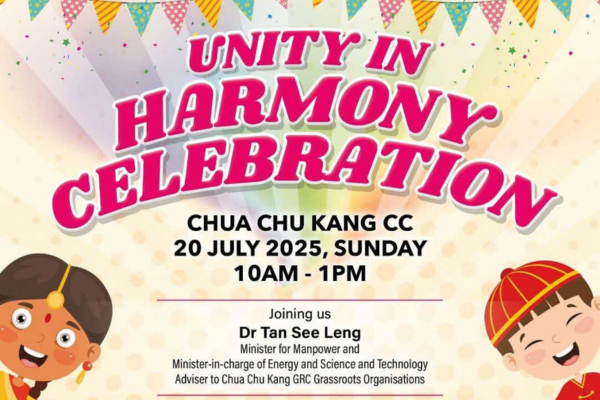 UNITY IN
HARMONY
CELEBRATION
CHUA CHU KANG CC
20 JULY 2025, SUNDAY
10AM - 1PM
Joining us
Dr Tan See Leng
Minister for Manpower and
Minister-in-charge of Energy and Science and Technology
Adviser to Chua Chu Kang GRC Grassroots Organisations